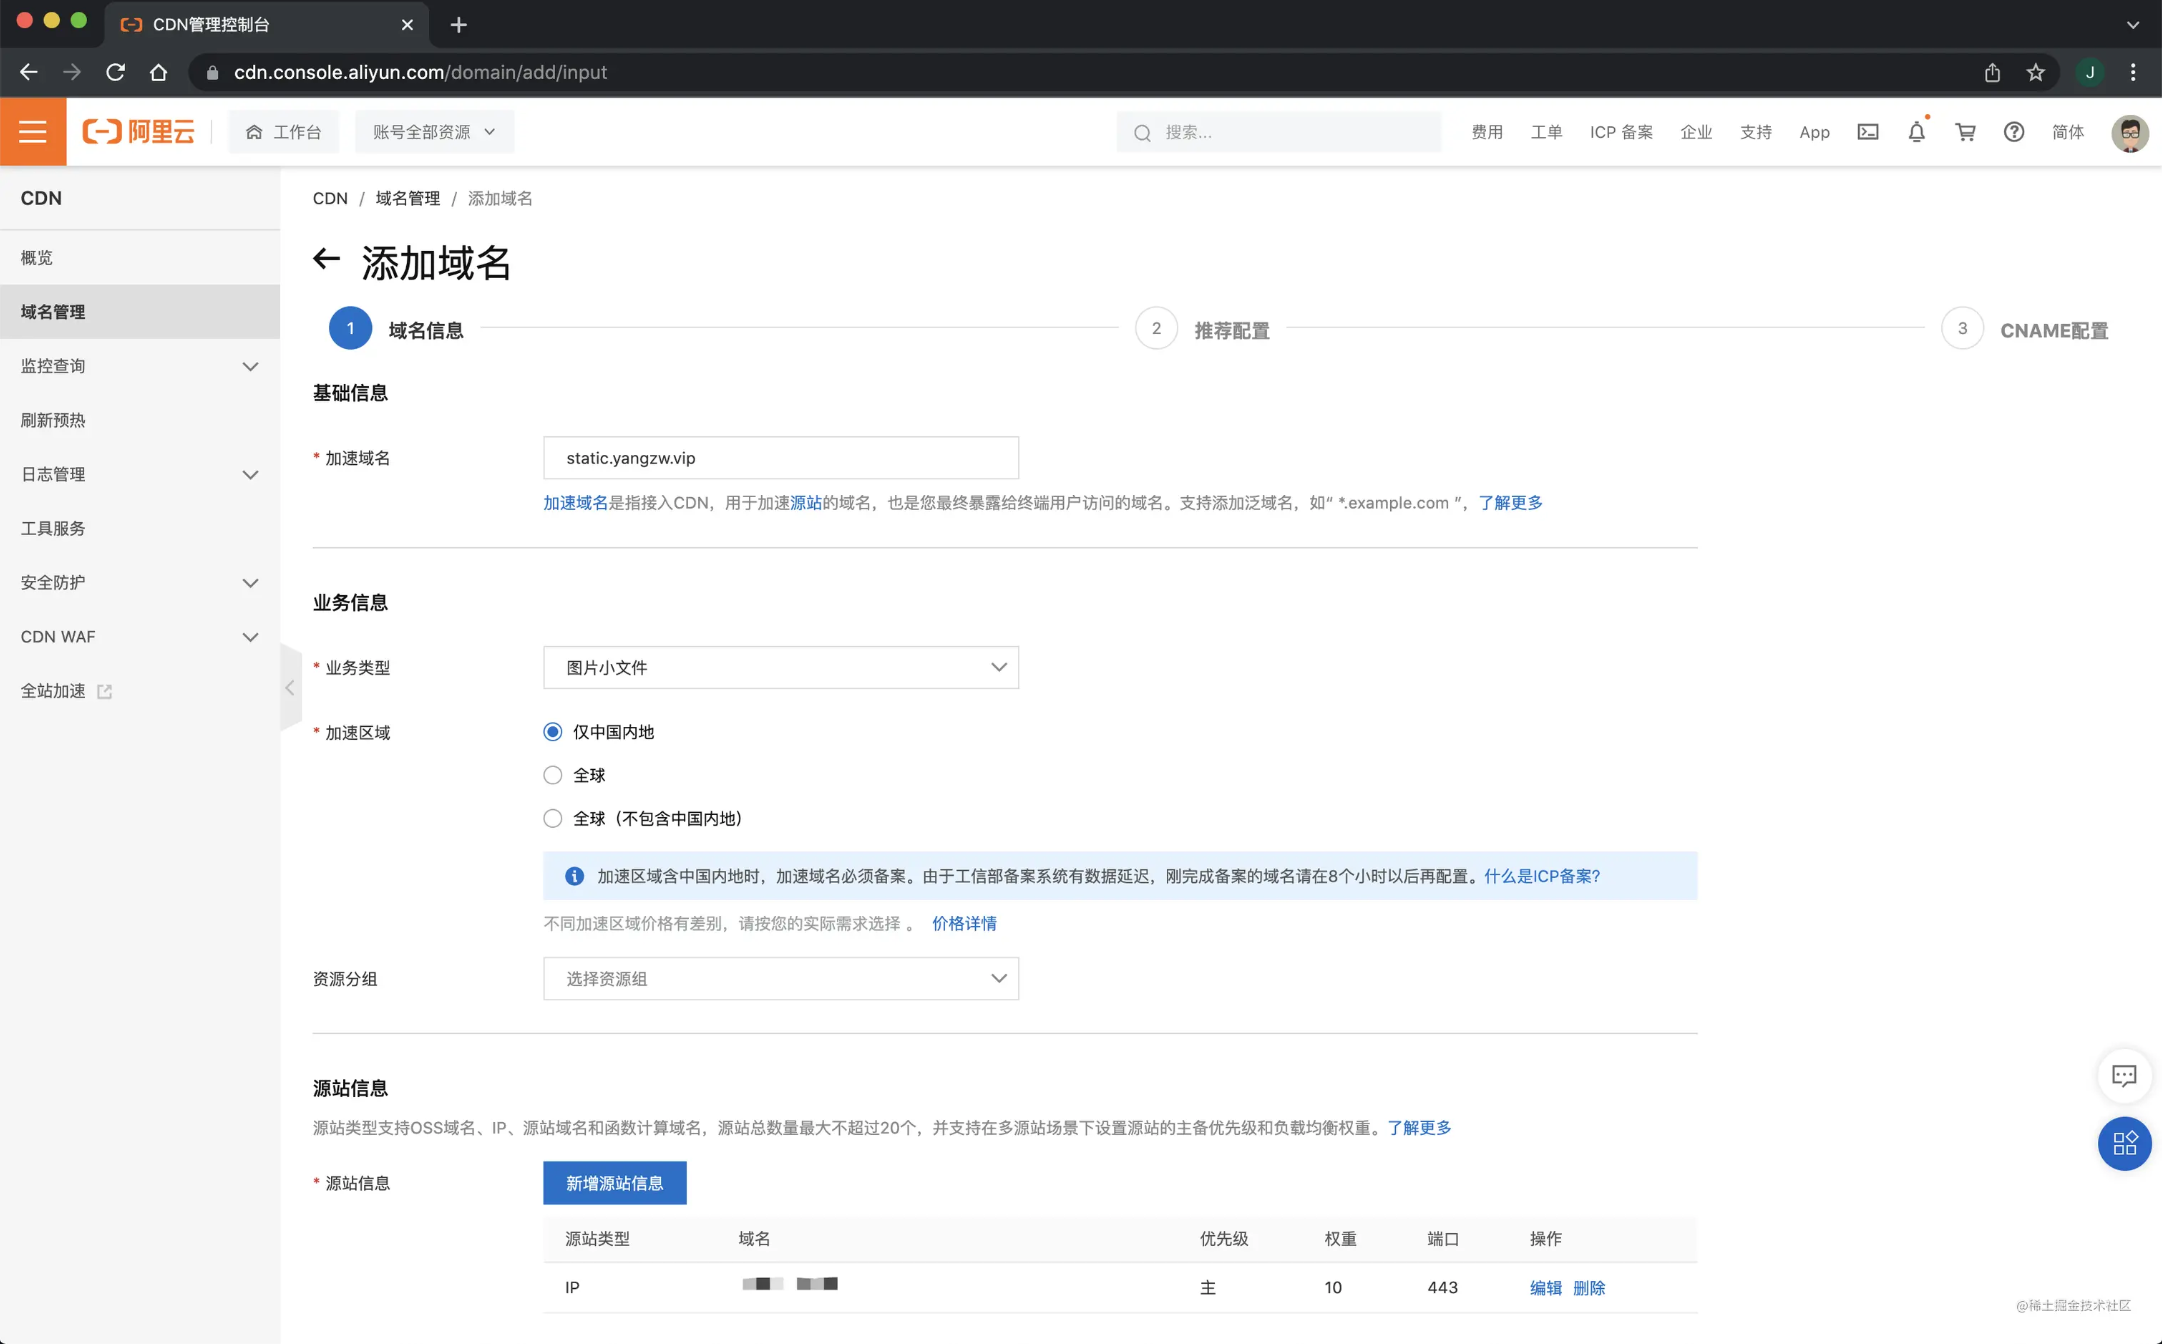 CDN管理控制台
cdn.console.aliyun.com/domain/add/input
J
阿里云
工作台
账号全部资源
搜索...
费用
工单
ICP 备案
企业
支持
App
简体
CDN
概览
域名管理
监控查询
刷新预热
日志管理
工具服务
安全防护
CDN WAF
全站加速
CDN / 域名管理 / 添加域名
添加域名
1 域名信息
2 推荐配置
3 CNAME配置
基础信息
* 加速域名
static.yangzw.vip
加速域名是指接入CDN，用于加速源站的域名，也是您最终暴露给终端用户访问的域名。支持添加泛域名，如“ *.example.com ”，了解更多
业务信息
* 业务类型
图片小文件
* 加速区域
仅中国内地
全球
全球（不包含中国内地）
加速区域含中国内地时，加速域名必须备案。由于工信部备案系统有数据延迟，刚完成备案的域名请在8个小时以后再配置。什么是ICP备案?
不同加速区域价格有差别，请按您的实际需求选择 。 价格详情
资源分组
选择资源组
源站信息
源站类型支持OSS域名、IP、源站域名和函数计算域名，源站总数量最大不超过20个，并支持在多源站场景下设置源站的主备优先级和负载均衡权重。了解更多
* 源站信息
新增源站信息
源站类型 域名 优先级 权重 端口 操作
IP 主 10 443 编辑 删除
@稀土掘金技术社区